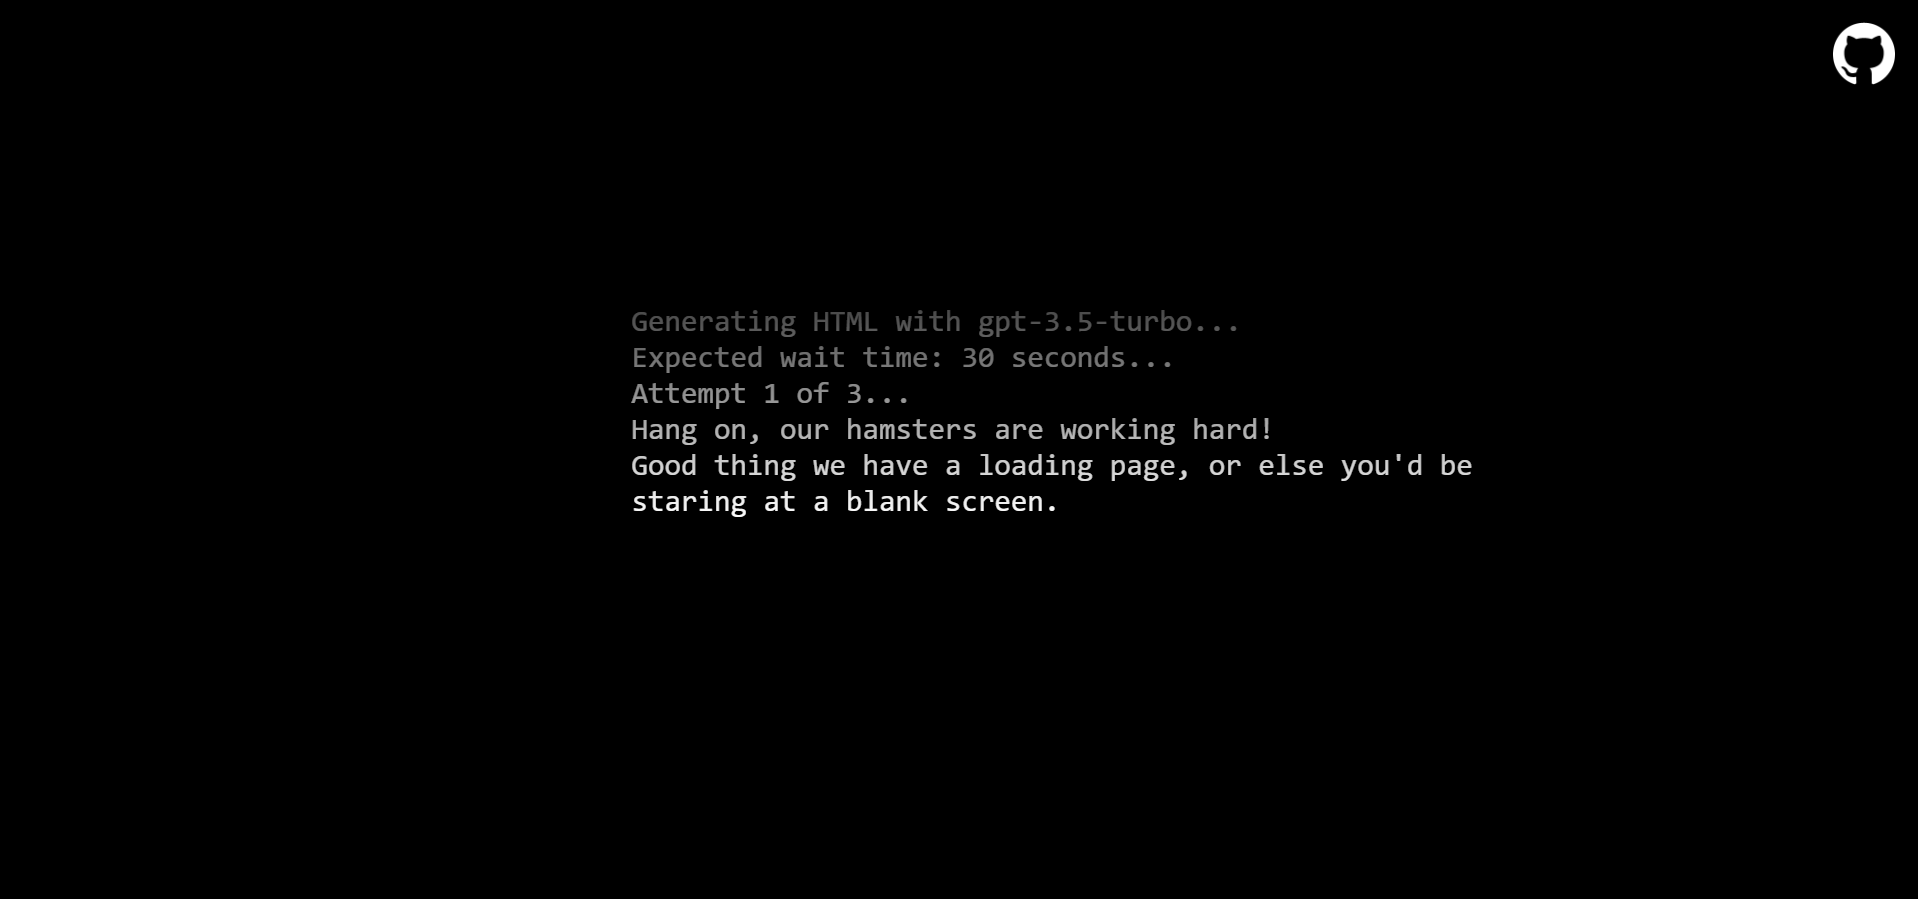 Generating HTML with gpt-3.5-turbo...
Expected wait time: 30 seconds...
Attempt 1 of 3...
Hang on, our hamsters are working hard!
Good thing we have a loading page, or else you'd be
staring at a blank screen.